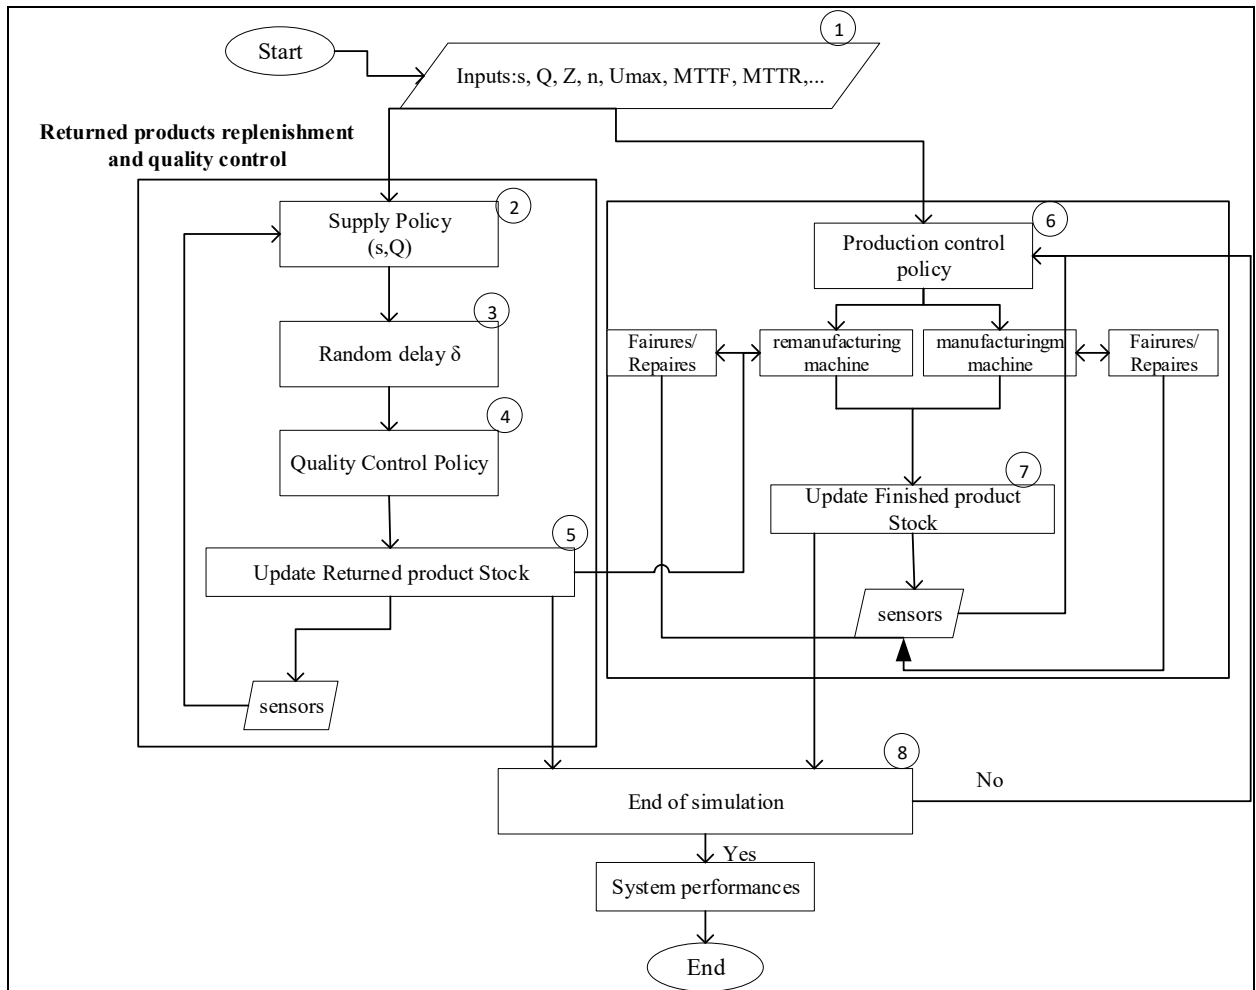 1
Start
Inputs:s, Q, Z, n, Umax, MTTF, MTTR,...
Returned products replenishment
and quality control
2
Supply Policy
(s,Q)
3
Random delay δ
4
Quality Control Policy
5
Update Returned product Stock
sensors
6
Production control
policy
Fairures/
Repaires
remanufacturing
machine
manufacturingm
machine
Fairures/
Repaires
7
Update Finished product
Stock
sensors
8
End of simulation
No
Yes
System performances
End